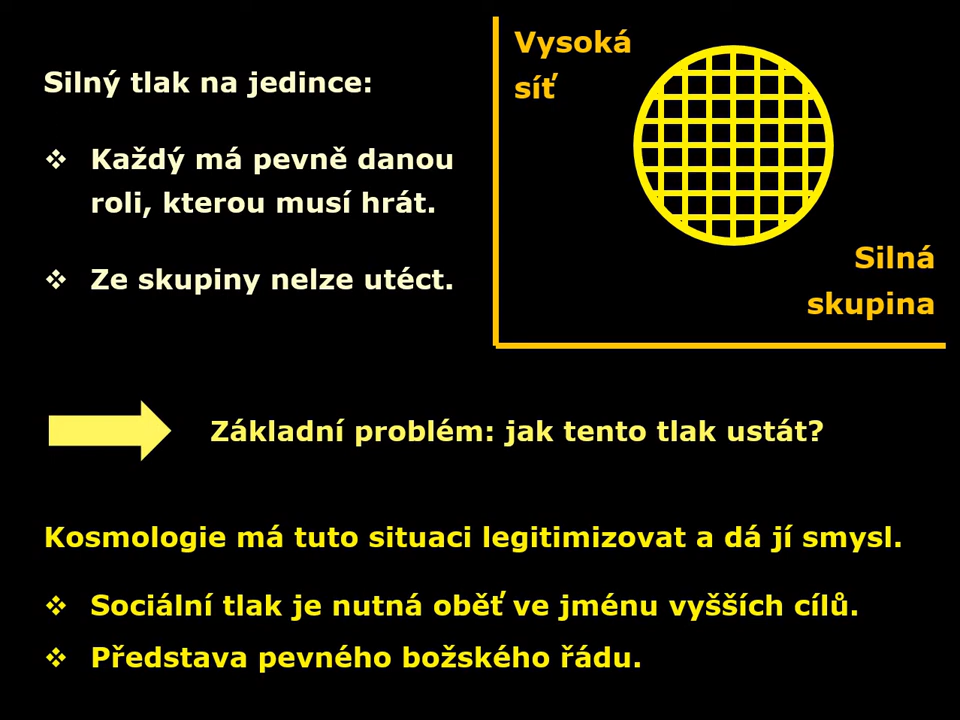 Silný tlak na jedince:
❖ Každý má pevně danou
roli, kterou musí hrát.
❖ Ze skupiny nelze utéct.
Vysoká
síť
Silná
skupina
Základní problém: jak tento tlak ustát?
Kosmologie má tuto situaci legitimizovat a dá jí smysl.
❖ Sociální tlak je nutná oběť ve jménu vyšších cílů.
❖ Představa pevného božského řádu.